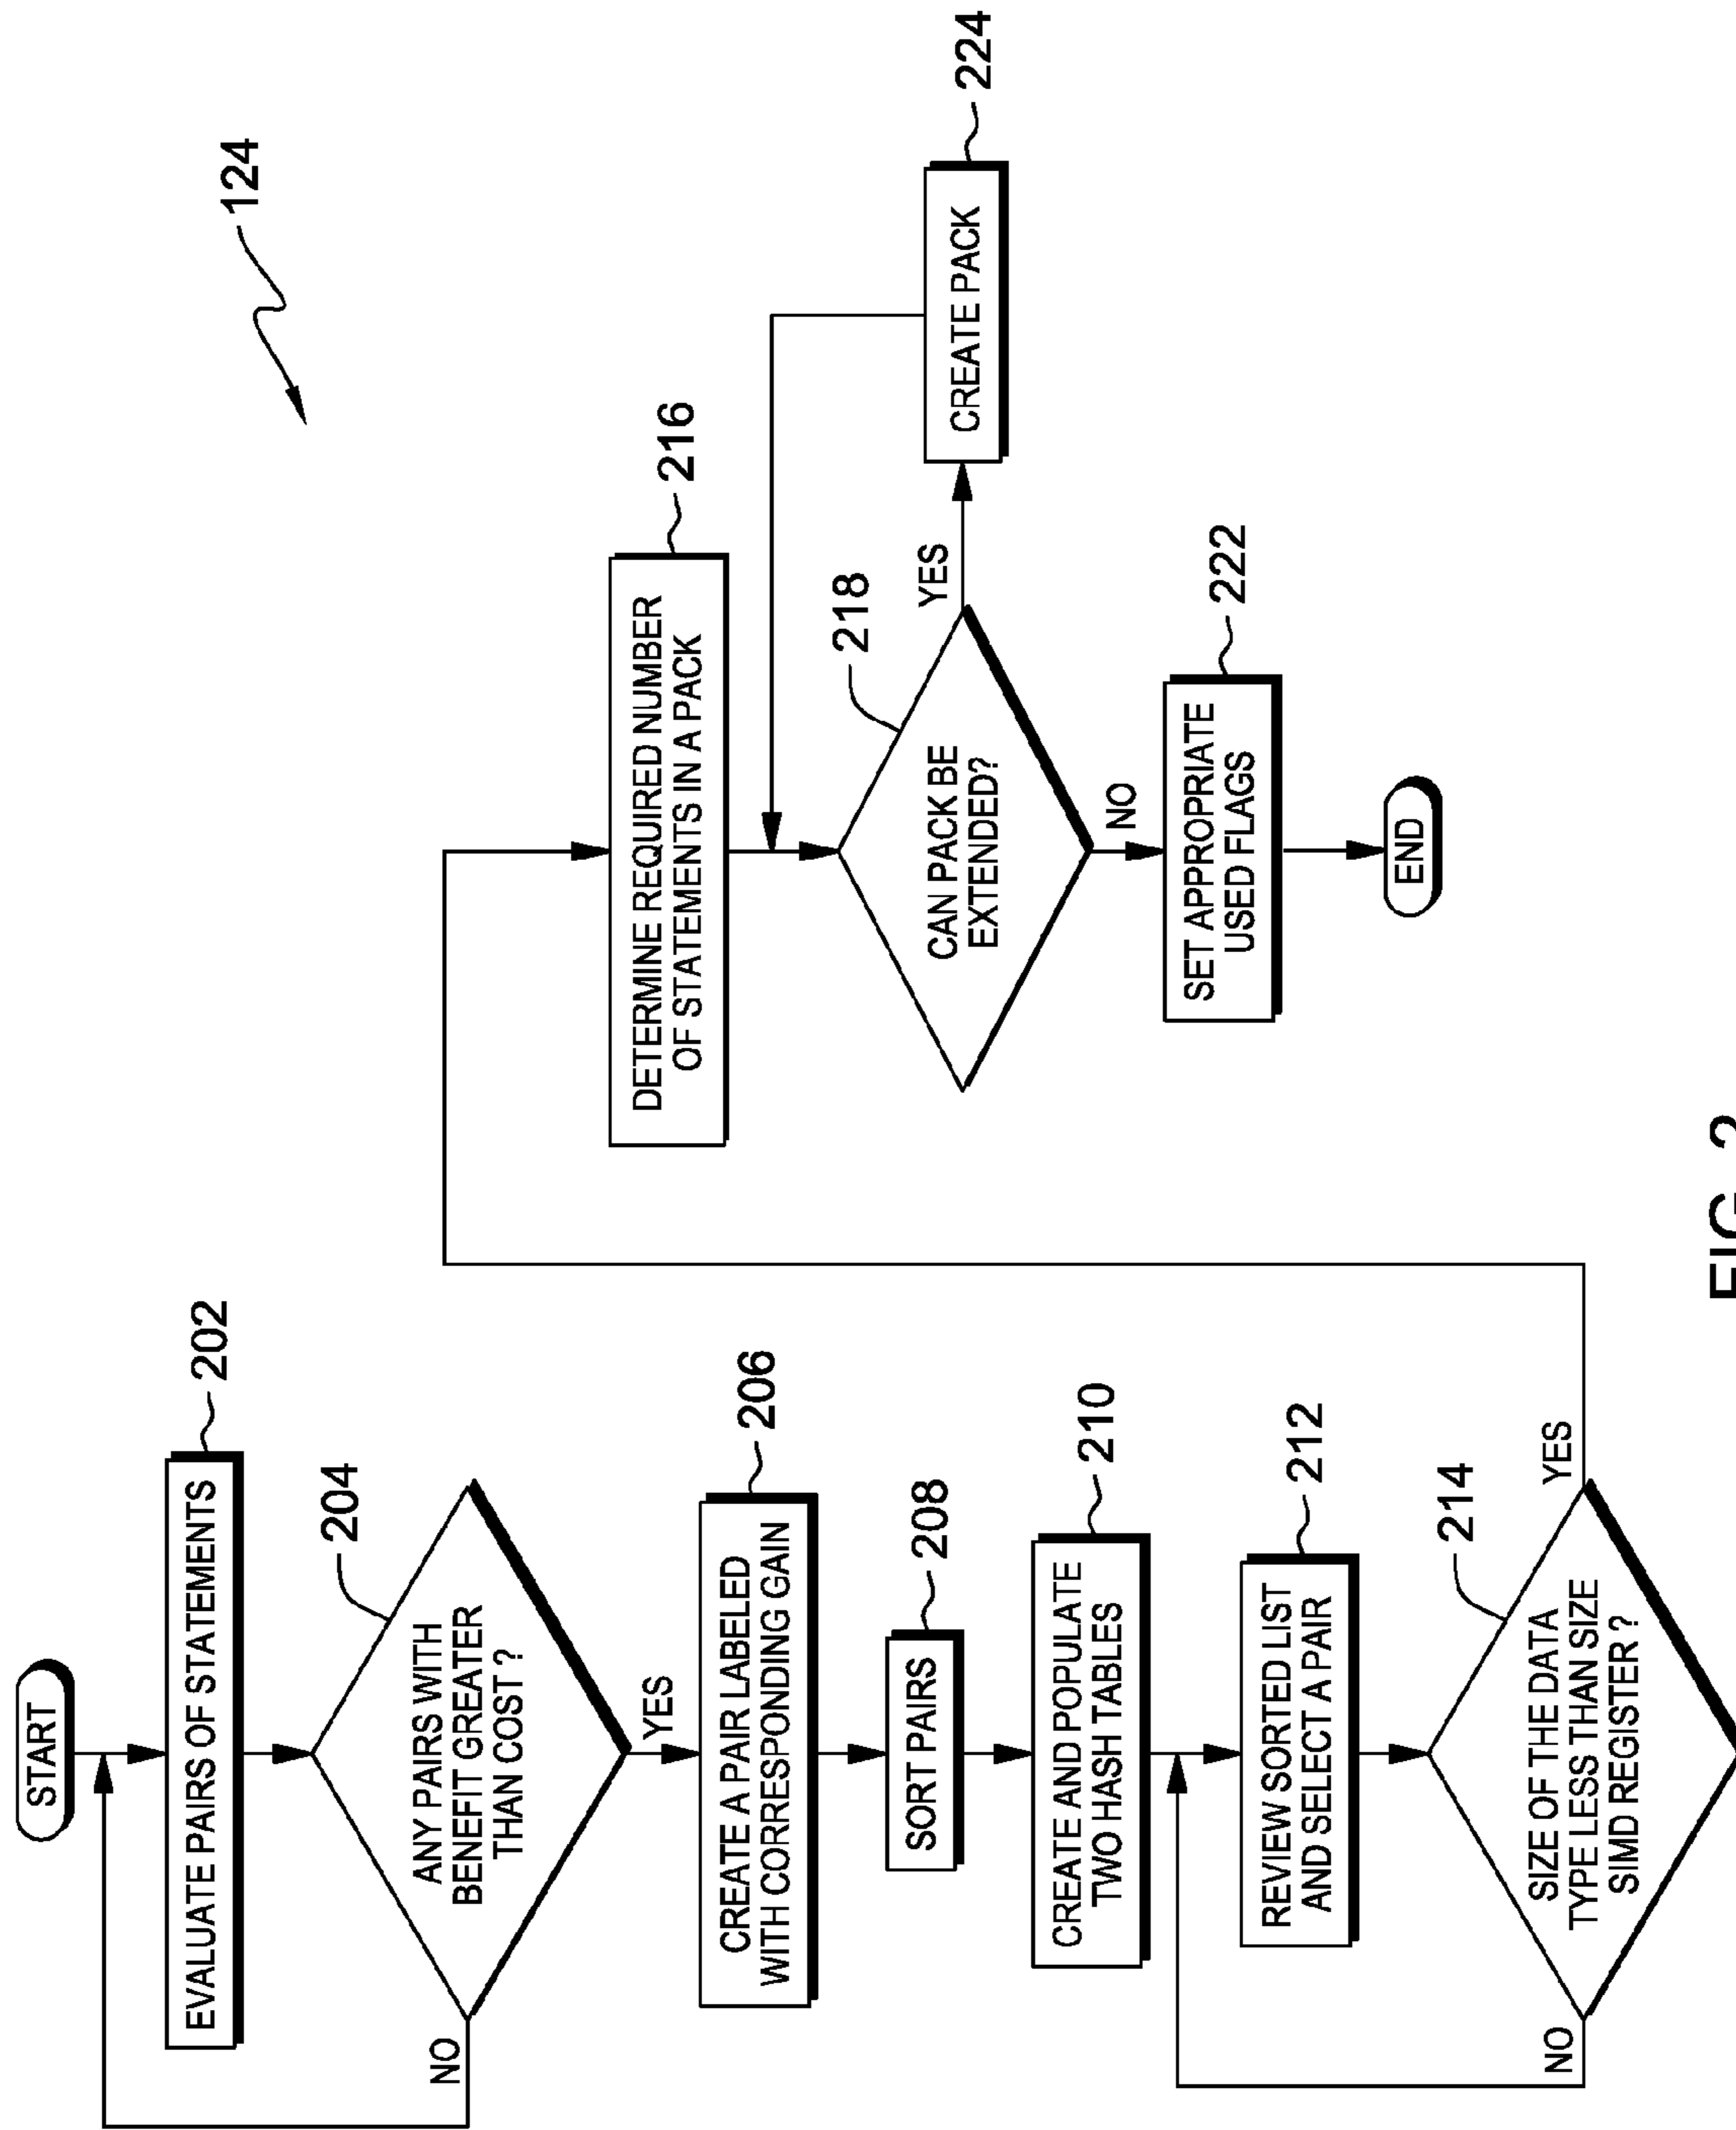 124
START
EVALUATE PAIRS OF STATEMENTS
202
204
ANY PAIRS WITH
BENEFIT GREATER
THAN COST ?
NO
YES
CREATE A PAIR LABELED
WITH CORRESPONDING GAIN
206
SORT PAIRS
208
CREATE AND POPULATE
TWO HASH TABLES
210
REVIEW SORTED LIST
AND SELECT A PAIR
212
214
SIZE OF THE DATA
TYPE LESS THAN SIZE
SIMD REGISTER ?
NO
YES
DETERMINE REQUIRED NUMBER
OF STATEMENTS IN A PACK
216
218
CAN PACK BE
EXTENDED?
YES
CREATE PACK
224
NO
SET APPROPRIATE
USED FLAGS
222
END
FIG. 2